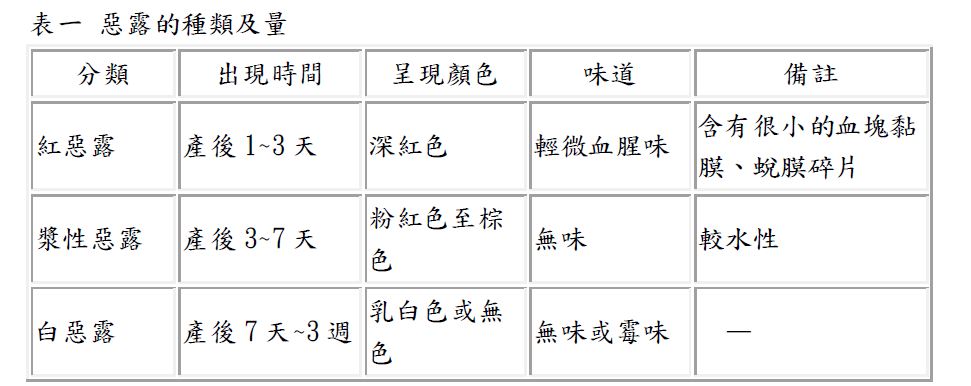 表一 惡露的種類及量
分類 出現時間 呈現顏色 味道 備註
紅惡露 產後1~3天 深紅色 輕微血腥味 含有很小的血塊黏
膜、蛻膜碎片
漿性惡露 產後3~7天 粉紅色至棕
色 無味 較水性
白惡露 產後7天~3週 乳白色或無
色 無味或霉味 —